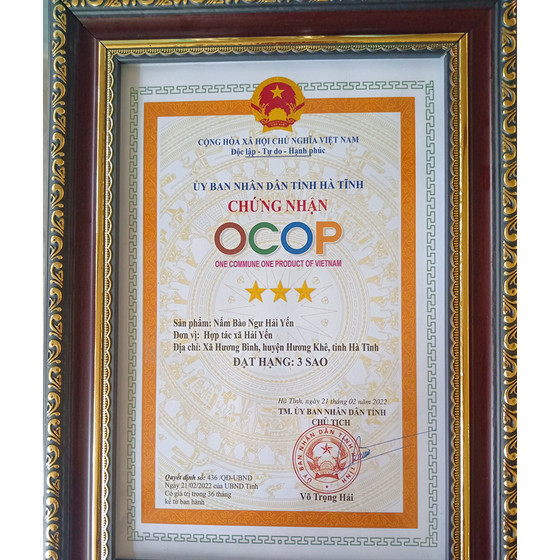 CỘNG HÒA XÃ HỘI CHỦ NGHĨA VIỆT NAM
Độc lập - Tự do - Hạnh phúc
ỦY BAN NHÂN DÂN TỈNH HÀ TĨNH
CHỨNG NHẬN
OCOP
ONE COMMUNE ONE PRODUCT OF VIETNAM
Sản phẩm: Nấm Bào Ngư Hải Yến
Đơn vị: Hợp tác xã Hải Yến
Địa chỉ: Xã Hương Bình, huyện Hương Khê, tỉnh Hà Tĩnh
ĐẠT HẠNG: 3 SAO
Hà Tĩnh, ngày 21 tháng 02 năm 2022
TM. ỦY BAN NHÂN DÂN TỈNH
CHỦ TỊCH
ỦY BAN NHÂN DÂN TỈNH
Võ Trọng Hải
Quyết định số: 436 /QĐ-UBND
Ngày 21/02/2022 của UBND Tỉnh
Có giá trị trong 36 tháng
kể từ ban hành